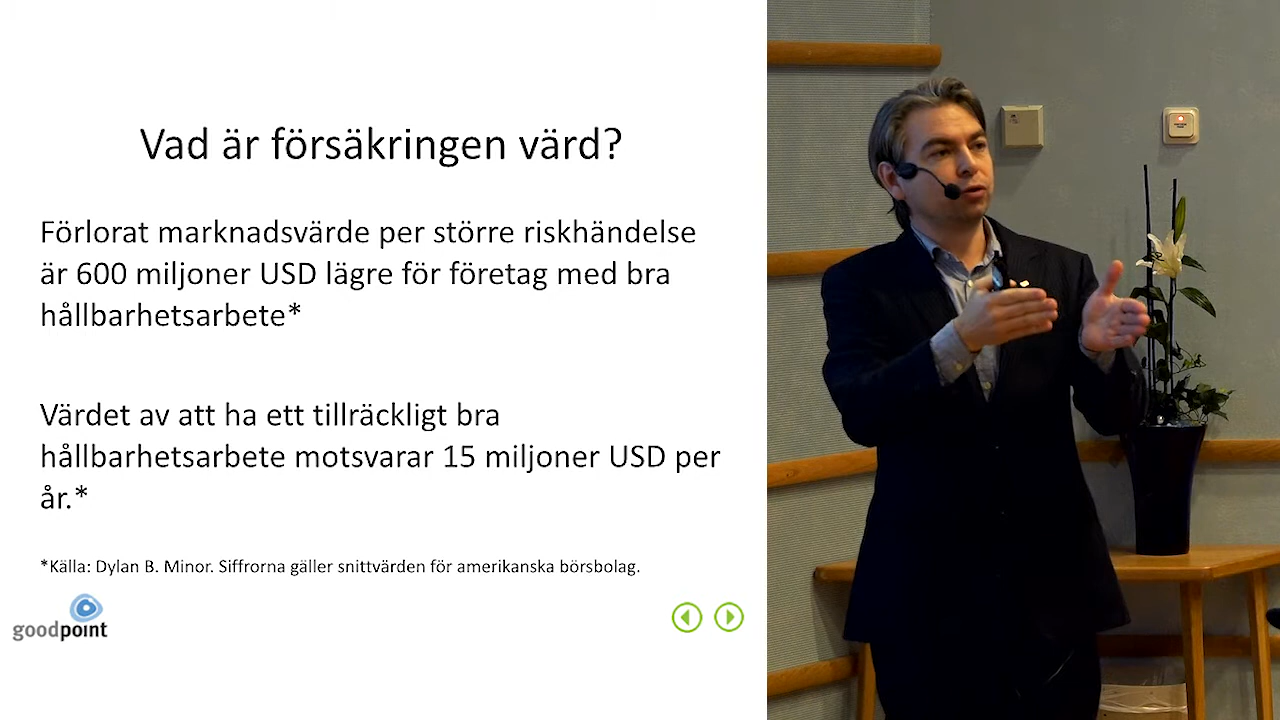 Vad är försäkringen värd?
Förlorat marknadsvärde per större riskhändelse
är 600 miljoner USD lägre för företag med bra
hållbarhetsarbete*
Värdet av att ha ett tillräckligt bra
hållbarhetsarbete motsvarar 15 miljoner USD per
år.*
*Källa: Dylan B. Minor. Siffrorna gäller snittvärden för amerikanska börsbolag.
goodpoint